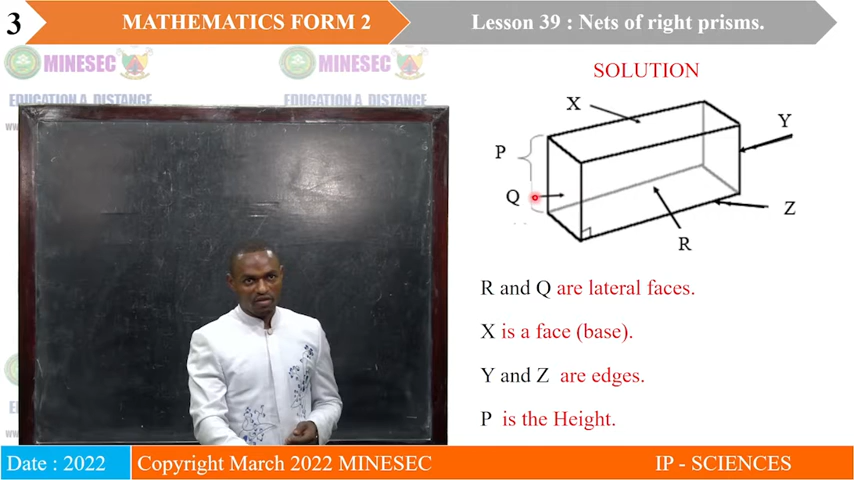 3
MATHEMATICS FORM 2
Lesson 39 : Nets of right prisms.
MINESEC
MINESEC
EDUCATION A DISTANCE
EDUCATION A DISTANCE
SOLUTION
X
Y
P
Q
Z
R
R and Q are lateral faces.
X is a face (base).
Y and Z are edges.
P is the Height.
Date : 2022
Copyright March 2022 MINESEC
IP - SCIENCES